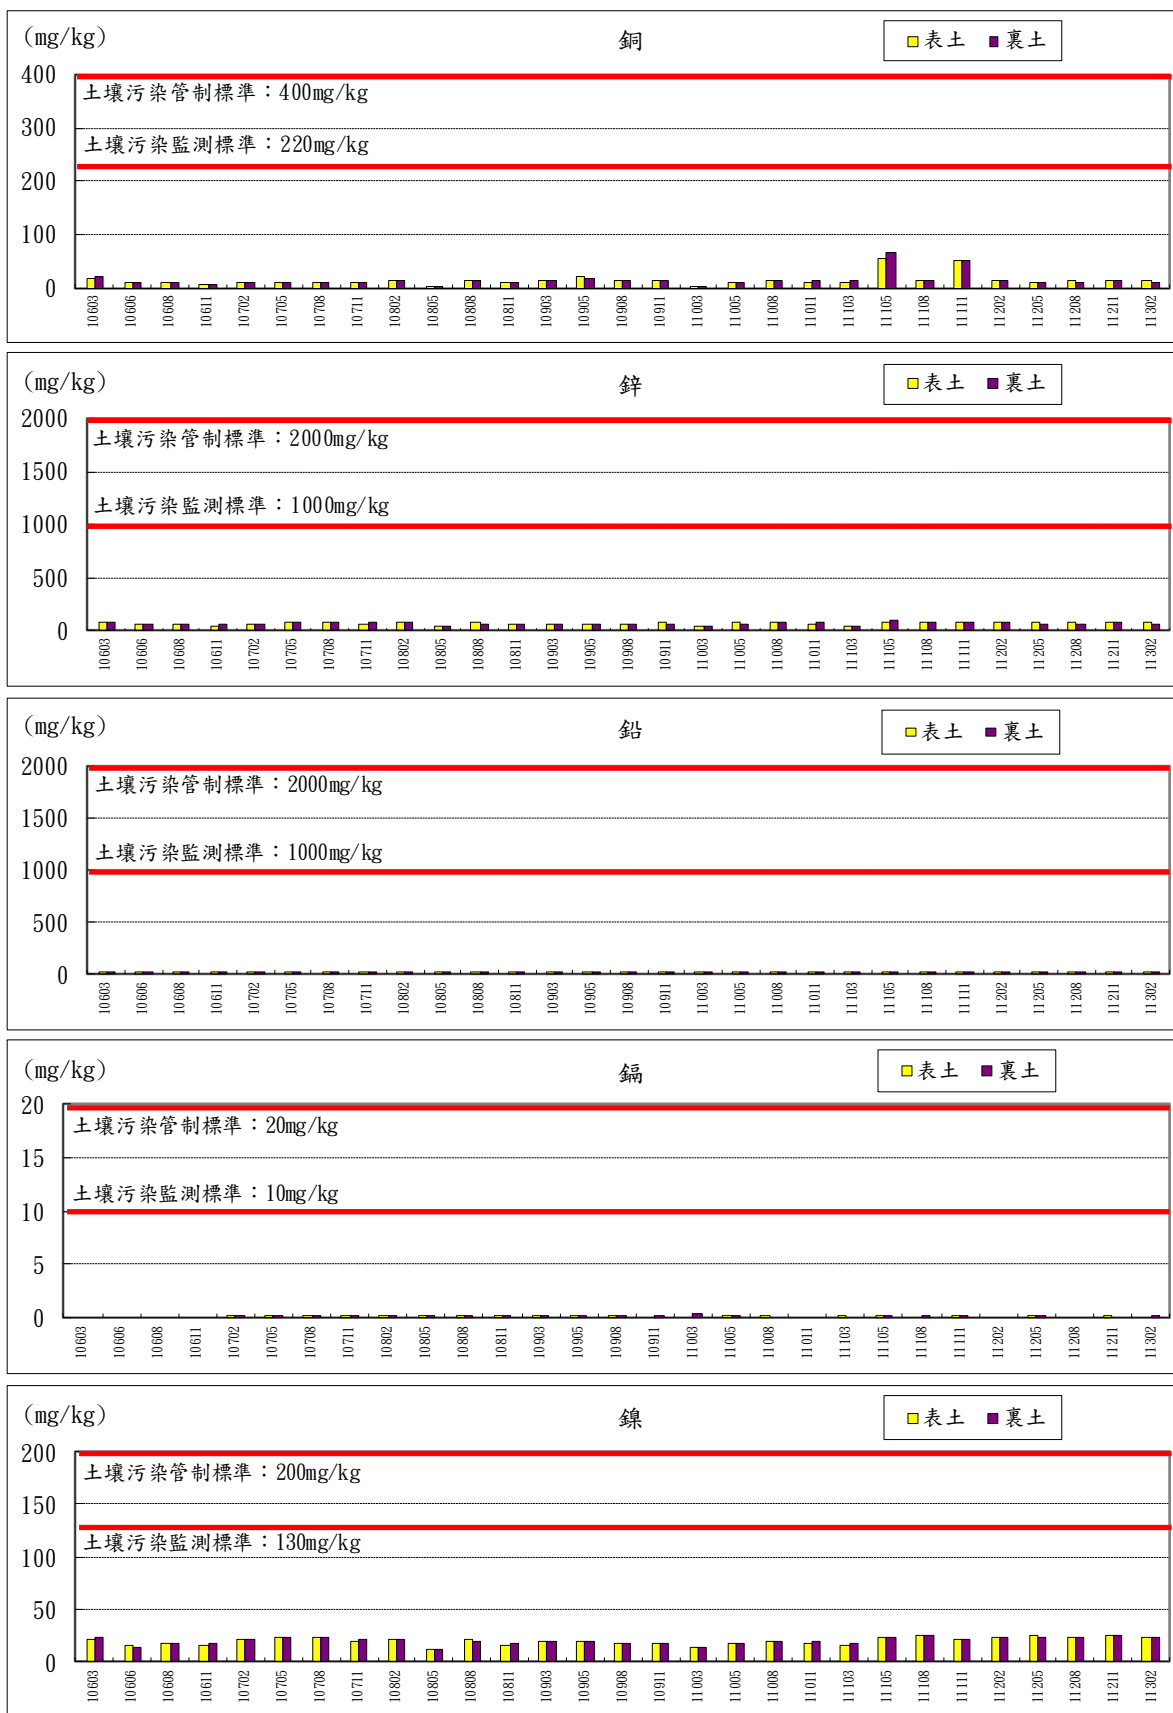 (mg/kg)
銅
表土 裏土
400
土壤污染管制標準：400mg/kg
300
土壤污染監測標準：220mg/kg
200
100
0
10603 10606 10608 10611 10702 10705 10708 10711 10802 10805 10808 10811 10903 10905 10908 10911 11003 11005 11008 11011 11103 11105 11108 11111 11202 11205 11208 11211 11302
(mg/kg)
鋅
表土 裏土
2000
土壤污染管制標準：2000mg/kg
1500
土壤污染監測標準：1000mg/kg
1000
500
0
10603 10606 10608 10611 10702 10705 10708 10711 10802 10805 10808 10811 10903 10905 10908 10911 11003 11005 11008 11011 11103 11105 11108 11111 11202 11205 11208 11211 11302
(mg/kg)
鉛
表土 裏土
2000
土壤污染管制標準：2000mg/kg
1500
土壤污染監測標準：1000mg/kg
1000
500
0
10603 10606 10608 10611 10702 10705 10708 10711 10802 10805 10808 10811 10903 10905 10908 10911 11003 11005 11008 11011 11103 11105 11108 11111 11202 11205 11208 11211 11302
(mg/kg)
鎘
表土 裏土
20
土壤污染管制標準：20mg/kg
15
土壤污染監測標準：10mg/kg
10
5
0
10603 10606 10608 10611 10702 10705 10708 10711 10802 10805 10808 10811 10903 10905 10908 10911 11003 11005 11008 11011 11103 11105 11108 11111 11202 11205 11208 11211 11302
(mg/kg)
鎳
表土 裏土
200
土壤污染管制標準：200mg/kg
150
土壤污染監測標準：130mg/kg
100
50
0
10603 10606 10608 10611 10702 10705 10708 10711 10802 10805 10808 10811 10903 10905 10908 10911 11003 11005 11008 11011 11103 11105 11108 11111 11202 11205 11208 11211 11302